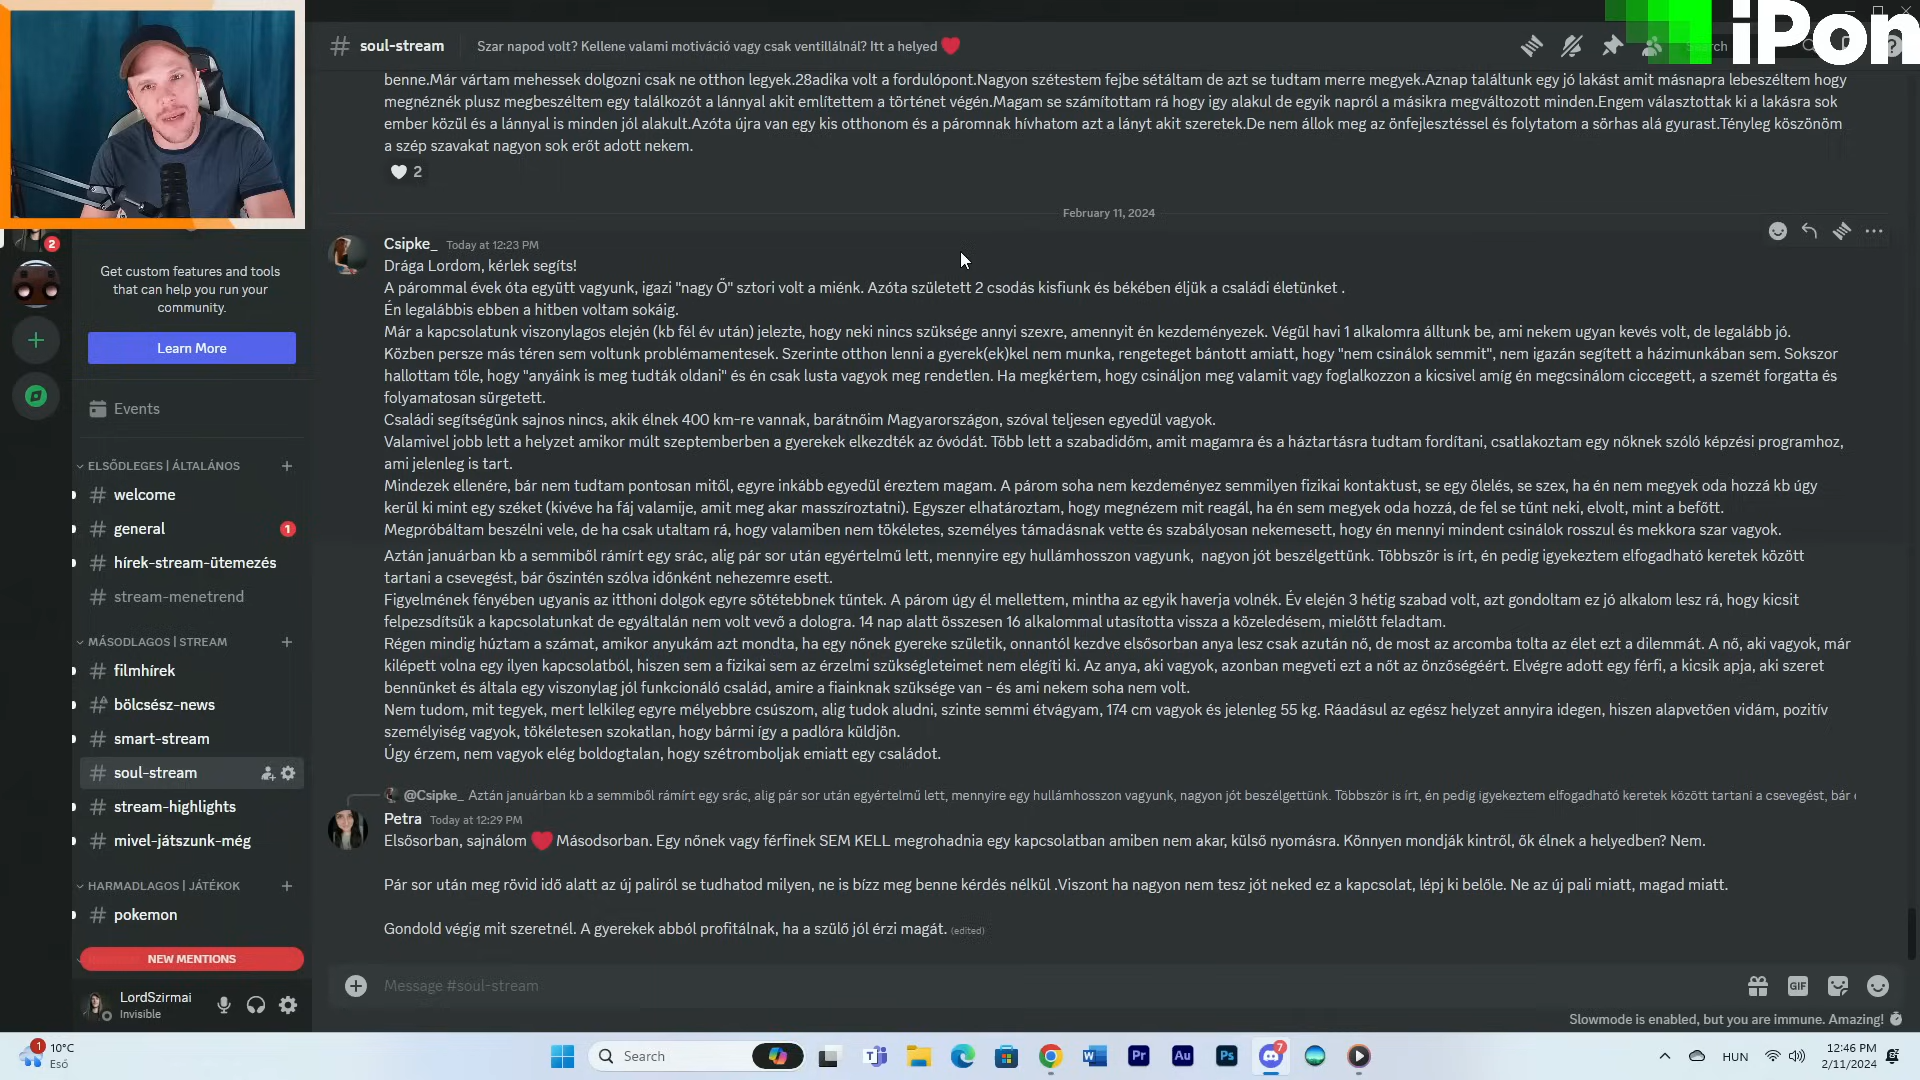 iPon
# soul-stream
Szar napod volt? Kellene valami motiváció vagy csak ventillálnál? Itt a helyed ❤️
Search
benne.Már vártam mehessek dolgozni csak ne otthon legyek.28adika volt a fordulópont.Nagyon szétestem fejbe sétáltam de azt se tudtam merre megyek.Aznap találtunk egy jó lakást amit másnapra lebeszéltem hogy
megnéznék plusz megbeszéltem egy találkozót a lánnyal akit említettem a történet végén.Magam se számítottam rá hogy igy alakul de egyik napról a másikra megváltozott minden.Engem választottak ki a lakásra sok
ember közül és a lánnyal is minden jól alakult.Azóta újra van egy kis otthonom és a páromnak hívhatom azt a lányt akit szeretek.De nem állok meg az önfejlesztéssel és folytatom a sörhas alá gyurast.Tényleg köszönöm
a szép szavakat nagyon sok erőt adott nekem.
2
February 11, 2024
Csipke_ Today at 12:23 PM
Drága Lordom, kérlek segíts!
A párommal évek óta együtt vagyunk, igazi "nagy Ő" sztori volt a miénk. Azóta született 2 csodás kisfiunk és békében éljük a családi életünket .
Én legalábbis ebben a hitben voltam sokáig.
Már a kapcsolatunk viszonylagos elején (kb fél év után) jelezte, hogy neki nincs szüksége annyi szexre, amennyit én kezdeményezek. Végül havi 1 alkalomra álltunk be, ami nekem ugyan kevés volt, de legalább jó.
Közben persze más téren sem voltunk problémamentesek. Szerinte otthon lenni a gyerek(ek)kel nem munka, rengeteget bántott amiatt, hogy "nem csinálok semmit", nem igazán segített a házimunkában sem. Sokszor
hallottam tőle, hogy "anyáink is meg tudták oldani" és én csak lusta vagyok meg rendetlen. Ha megkértem, hogy csináljon meg valamit vagy foglalkozzon a kicsivel amíg én megcsinálom ciccegett, a szemét forgatta és
folyamatosan sürgetett.
Családi segítségünk sajnos nincs, akik élnek 400 km-re vannak, barátnőim Magyarországon, szóval teljesen egyedül vagyok.
Valamivel jobb lett a helyzet amikor múlt szeptemberben a gyerekek elkezdték az óvódát. Több lett a szabadidőm, amit magamra és a háztartásra tudtam fordítani, csatlakoztam egy nőknek szóló képzési programhoz,
ami jelenleg is tart.
Mindezek ellenére, bár nem tudtam pontosan mitől, egyre inkább egyedül éreztem magam. A párom soha nem kezdeményez semmilyen fizikai kontaktust, se egy ölelés, se szex, ha én nem megyek oda hozzá kb úgy
kerül ki mint egy széket (kivéve ha fáj valamije, amit meg akar masszíroztatni). Egyszer elhatároztam, hogy megnézem mit reagál, ha én sem megyek oda hozzá, de fel se tűnt neki, elvolt, mint a befőtt.
Megpróbáltam beszélni vele, de ha csak utaltam rá, hogy valamiben nem tökéletes, személyes támadásnak vette és szabályosan nekemesett, hogy én mennyi mindent csinálok rosszul és mekkora szar vagyok.
Aztán januárban kb a semmiből rámírt egy srác, alig pár sor után egyértelmű lett, mennyire egy hullámhosszon vagyunk, nagyon jót beszélgettünk. Többször is írt, én pedig igyekeztem elfogadható keretek között
tartani a csevegést, bár őszintén szólva időnként nehezemre esett.
Figyelmének fényében ugyanis az itthoni dolgok egyre sötétebbnek tűntek. A párom úgy él mellettem, mintha az egyik haverja volnék. Év elején 3 hétig szabad volt, azt gondoltam ez jó alkalom lesz rá, hogy kicsit
felpezsdítsük a kapcsolatunkat de egyáltalán nem volt vevő a dologra. 14 nap alatt összesen 16 alkalommal utasította vissza a közeledésem, mielőtt feladtam.
Régen mindig húztam a számat, amikor anyukám azt mondta, ha egy nőnek gyereke születik, onnantól kezdve elsősorban anya lesz csak azután nő, de most az arcomba tolta az élet ezt a dilemmát. A nő, aki vagyok, már
kilépett volna egy ilyen kapcsolatból, hiszen sem a fizikai sem az érzelmi szükségleteimet nem elégíti ki. Az anya, aki vagyok, azonban megveti ezt a nőt az önzőségéért. Elvégre adott egy férfi, a kicsik apja, aki szeret
bennünket és általa egy viszonylag jól funkcionáló család, amire a fiainknak szüksége van - és ami nekem soha nem volt.
Nem tudom, mit tegyek, mert lelkileg egyre mélyebbre csúszom, alig tudok aludni, szinte semmi étvágyam, 174 cm vagyok és jelenleg 55 kg. Ráadásul az egész helyzet annyira idegen, hiszen alapvetően vidám, pozitív
személyiség vagyok, tökéletesen szokatlan, hogy bármi így a padlóra küldjön.
Úgy érzem, nem vagyok elég boldogtalan, hogy szétromboljak emiatt egy családot.
@Csipke_ Aztán januárban kb a semmiből rámírt egy srác, alig pár sor után egyértelmű lett, mennyire egy hullámhosszon vagyunk, nagyon jót beszélgettünk. Többször is írt, én pedig igyekeztem elfogadható keretek között tartani a csevegést, bár
Petra Today at 12:29 PM
Elsősorban, sajnálom ❤️ Másodsorban. Egy nőnek vagy férfinek SEM KELL megrohadnia egy kapcsolatban amiben nem akar, külső nyomásra. Könnyen mondják kintről, ők élnek a helyedben? Nem.
Pár sor után meg rövid idő alatt az új paliról se tudhatod milyen, ne is bízz meg benne kérdés nélkül .Viszont ha nagyon nem tesz jót neked ez a kapcsolat, lépj ki belőle. Ne az új pali miatt, magad miatt.
Gondold végig mit szeretnél. A gyerekek abból profitálnak, ha a szülő jól érzi magát. (edited)
Message #soul-stream
GIF
Slowmode is enabled, but you are immune. Amazing!
2
Get custom features and tools
that can help you run your
community.
Learn More
Events
ELSŐDLEGES | ÁLTALÁNOS
# welcome
# general 1
# hírek-stream-ütemezés
# stream-menetrend
MÁSODLAGOS | STREAM
# filmhírek
# bölcsész-news
# smart-stream
# soul-stream
# stream-highlights
# mivel-játszunk-még
HARMADLAGOS | JÁTÉKOK
# pokemon
NEW MENTIONS
LordSzirmai
Invisible
1
10°C
Eső
Search
W
Pr
Au
Ps
7
HUN
12:46 PM
2/11/2024